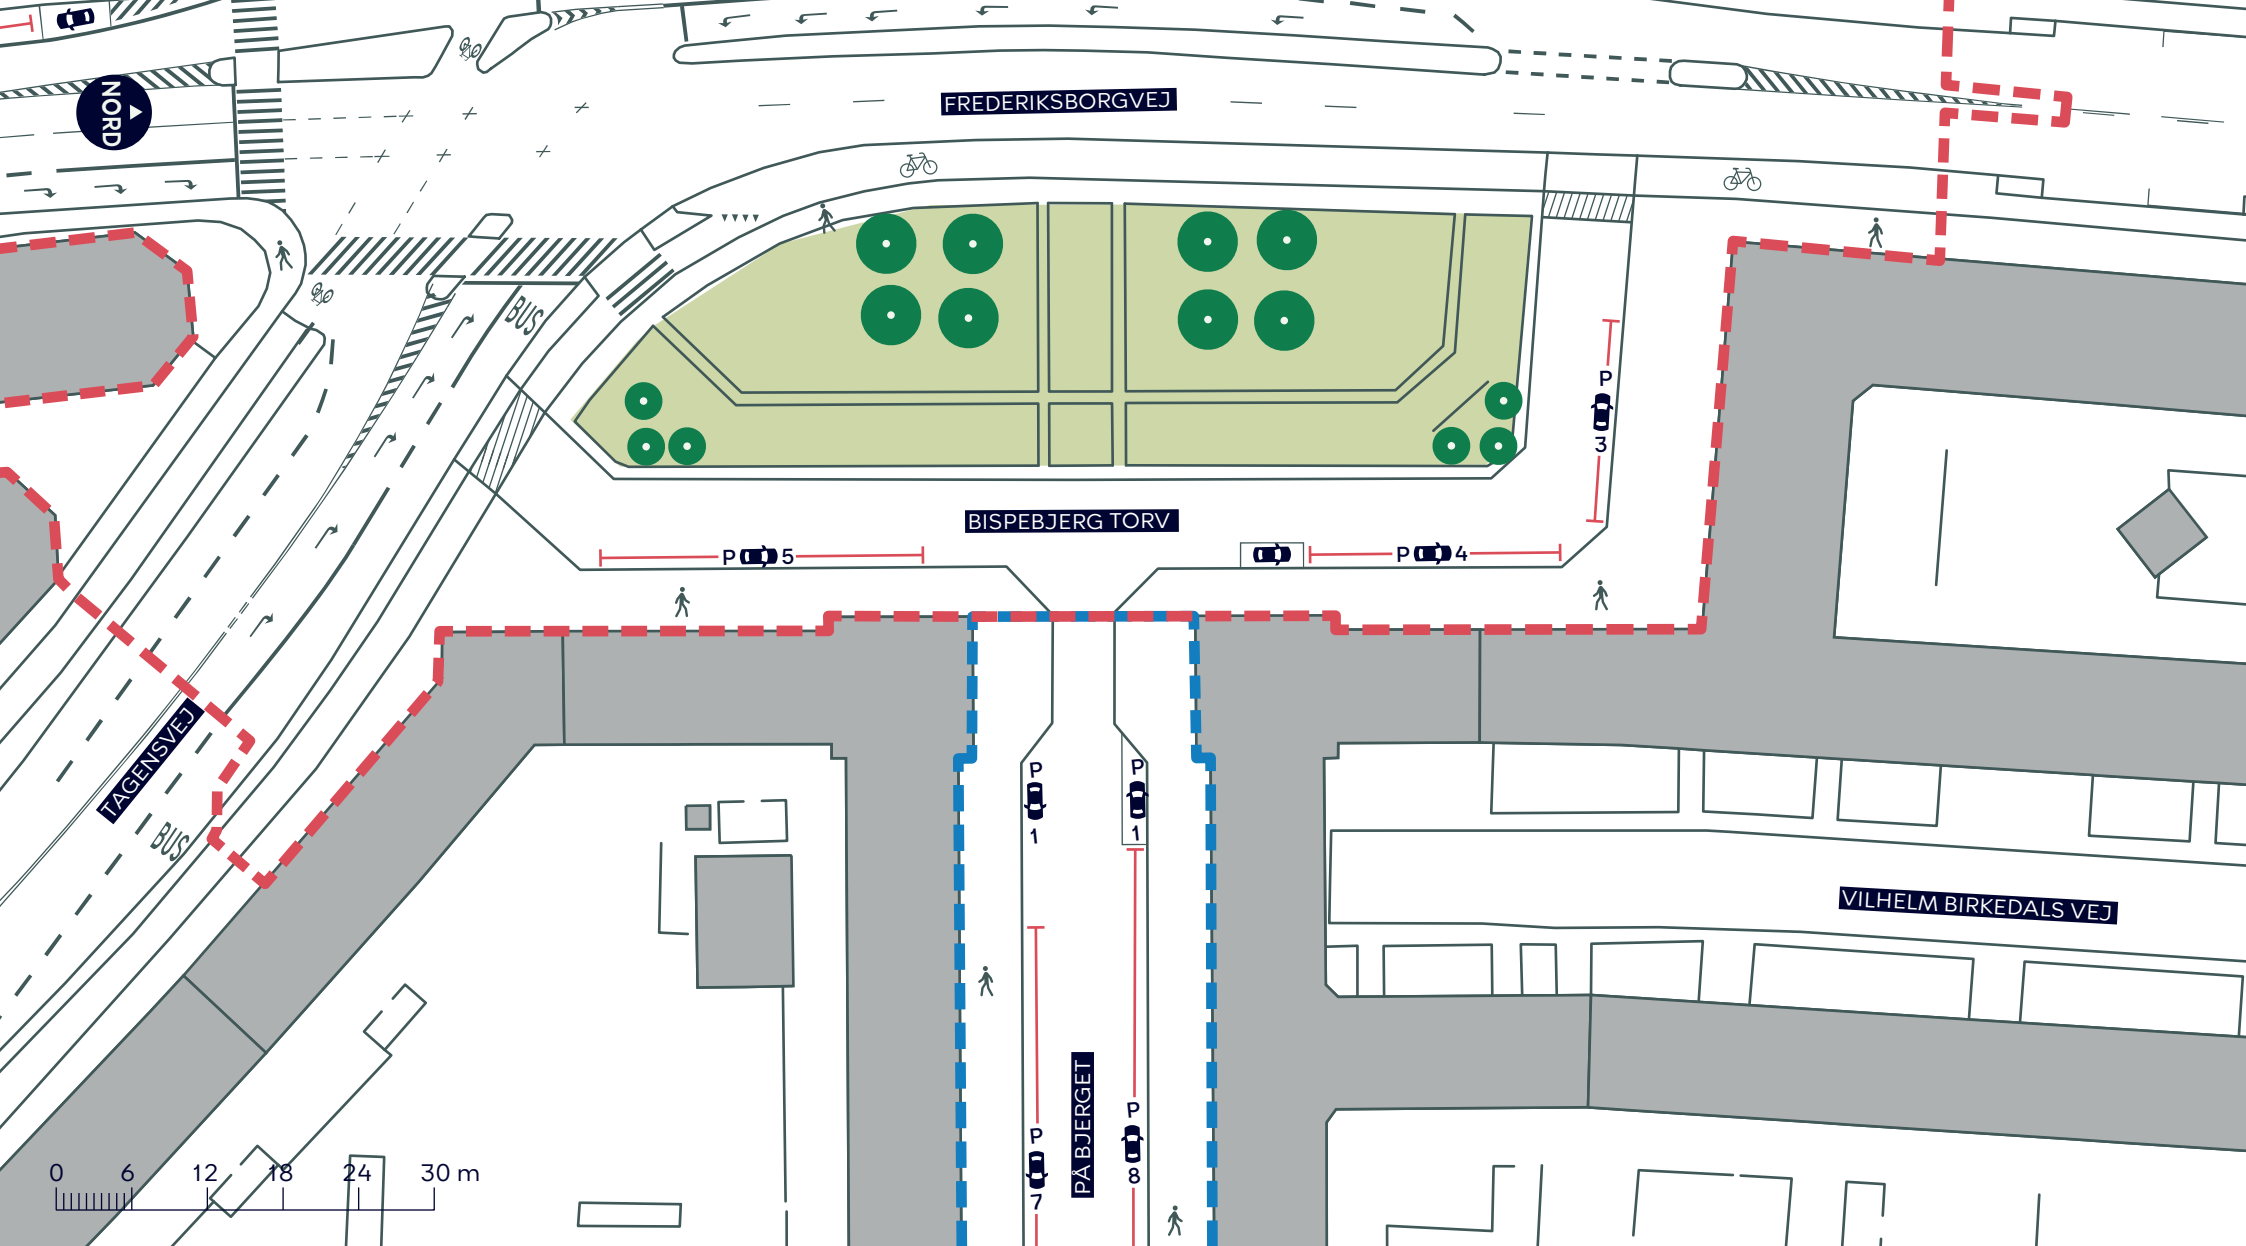 NORD
FREDERIKSBORGVEJ
BUS
P
3
BISPEBJERG TORV
P 5
P 4
TAGENSVEJ
BUS
P
1
P
1
VILHELM BIRKEDALS VEJ
PÅ BJERGET
P
7
P
8
0 6 12 18 24 30 m